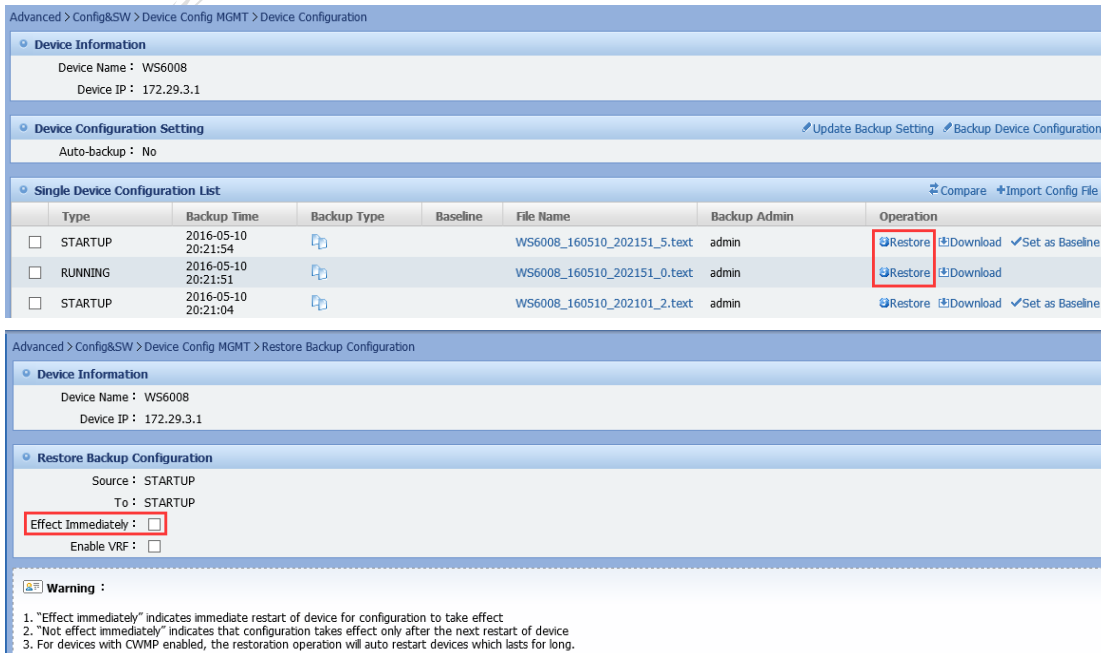 Advanced > Config&SW > Device Config MGMT > Device Configuration
Device Information
Device Name： WS6008
Device IP： 172.29.3.1
Device Configuration Setting Update Backup Setting Backup Device Configuration
Auto-backup： No
Single Device Configuration List Compare Import Config File
Type Backup Time Backup Type Baseline File Name Backup Admin Operation
STARTUP 2016-05-10 20:21:54 WS6008_160510_202151_5.text admin Restore Download Set as Baseline
RUNNING 2016-05-10 20:21:51 WS6008_160510_202151_0.text admin Restore Download
STARTUP 2016-05-10 20:21:04 WS6008_160510_202101_2.text admin Restore Download Set as Baseline
Advanced > Config&SW > Device Config MGMT > Restore Backup Configuration
Device Information
Device Name： WS6008
Device IP： 172.29.3.1
Restore Backup Configuration
Source： STARTUP
To： STARTUP
Effect Immediately：
Enable VRF：
Warning：
1. "Effect immediately" indicates immediate restart of device for configuration to take effect
2. "Not effect immediately" indicates that configuration takes effect only after the next restart of device
3. For devices with CWMP enabled, the restoration operation will auto restart devices which lasts for long.